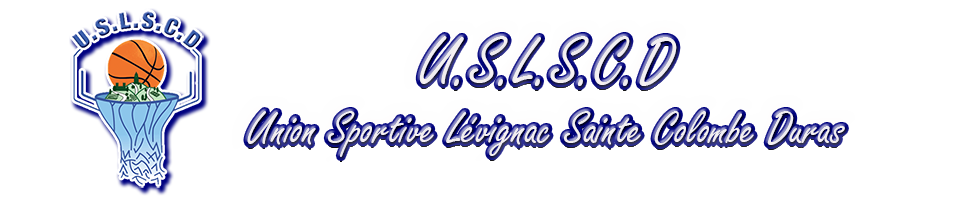 U.S.L.S.C.D
U.S.L.S.C.D
Union Sportive Lévignac Sainte Colombe Duras